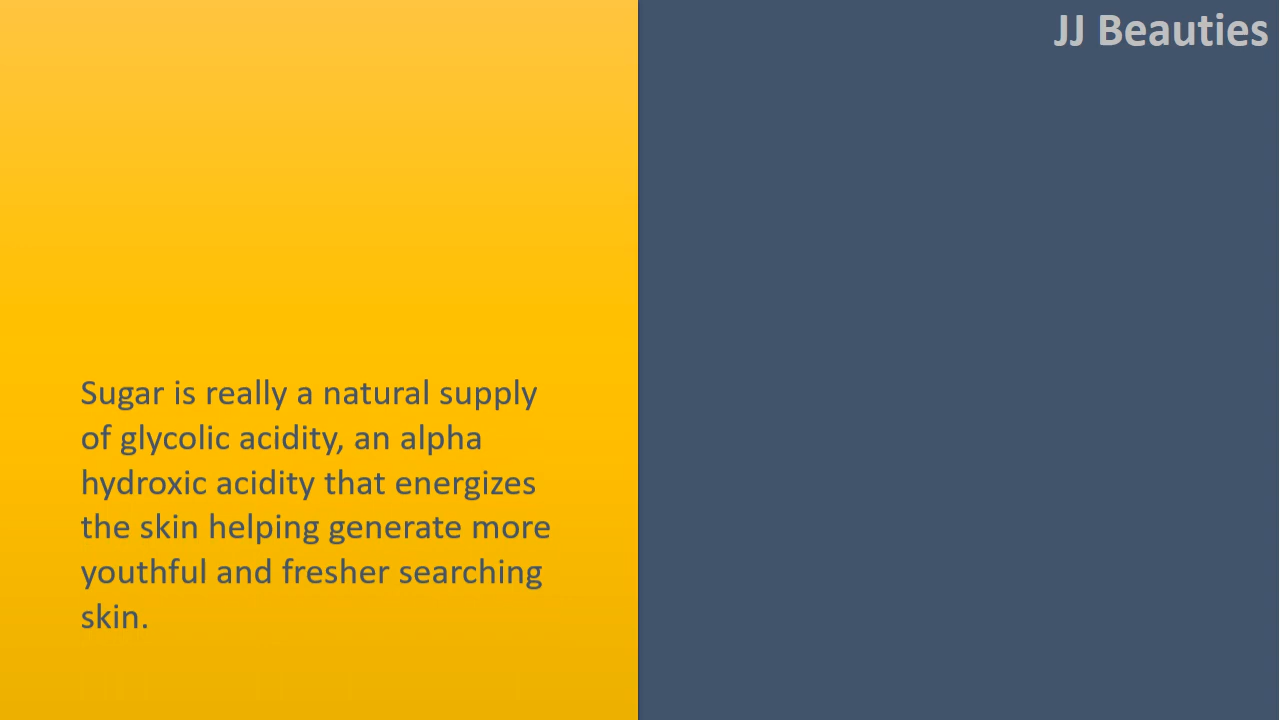 JJ Beauties
Sugar is really a natural supply
of glycolic acidity, an alpha
hydroxic acidity that energizes
the skin helping generate more
youthful and fresher searching
skin.